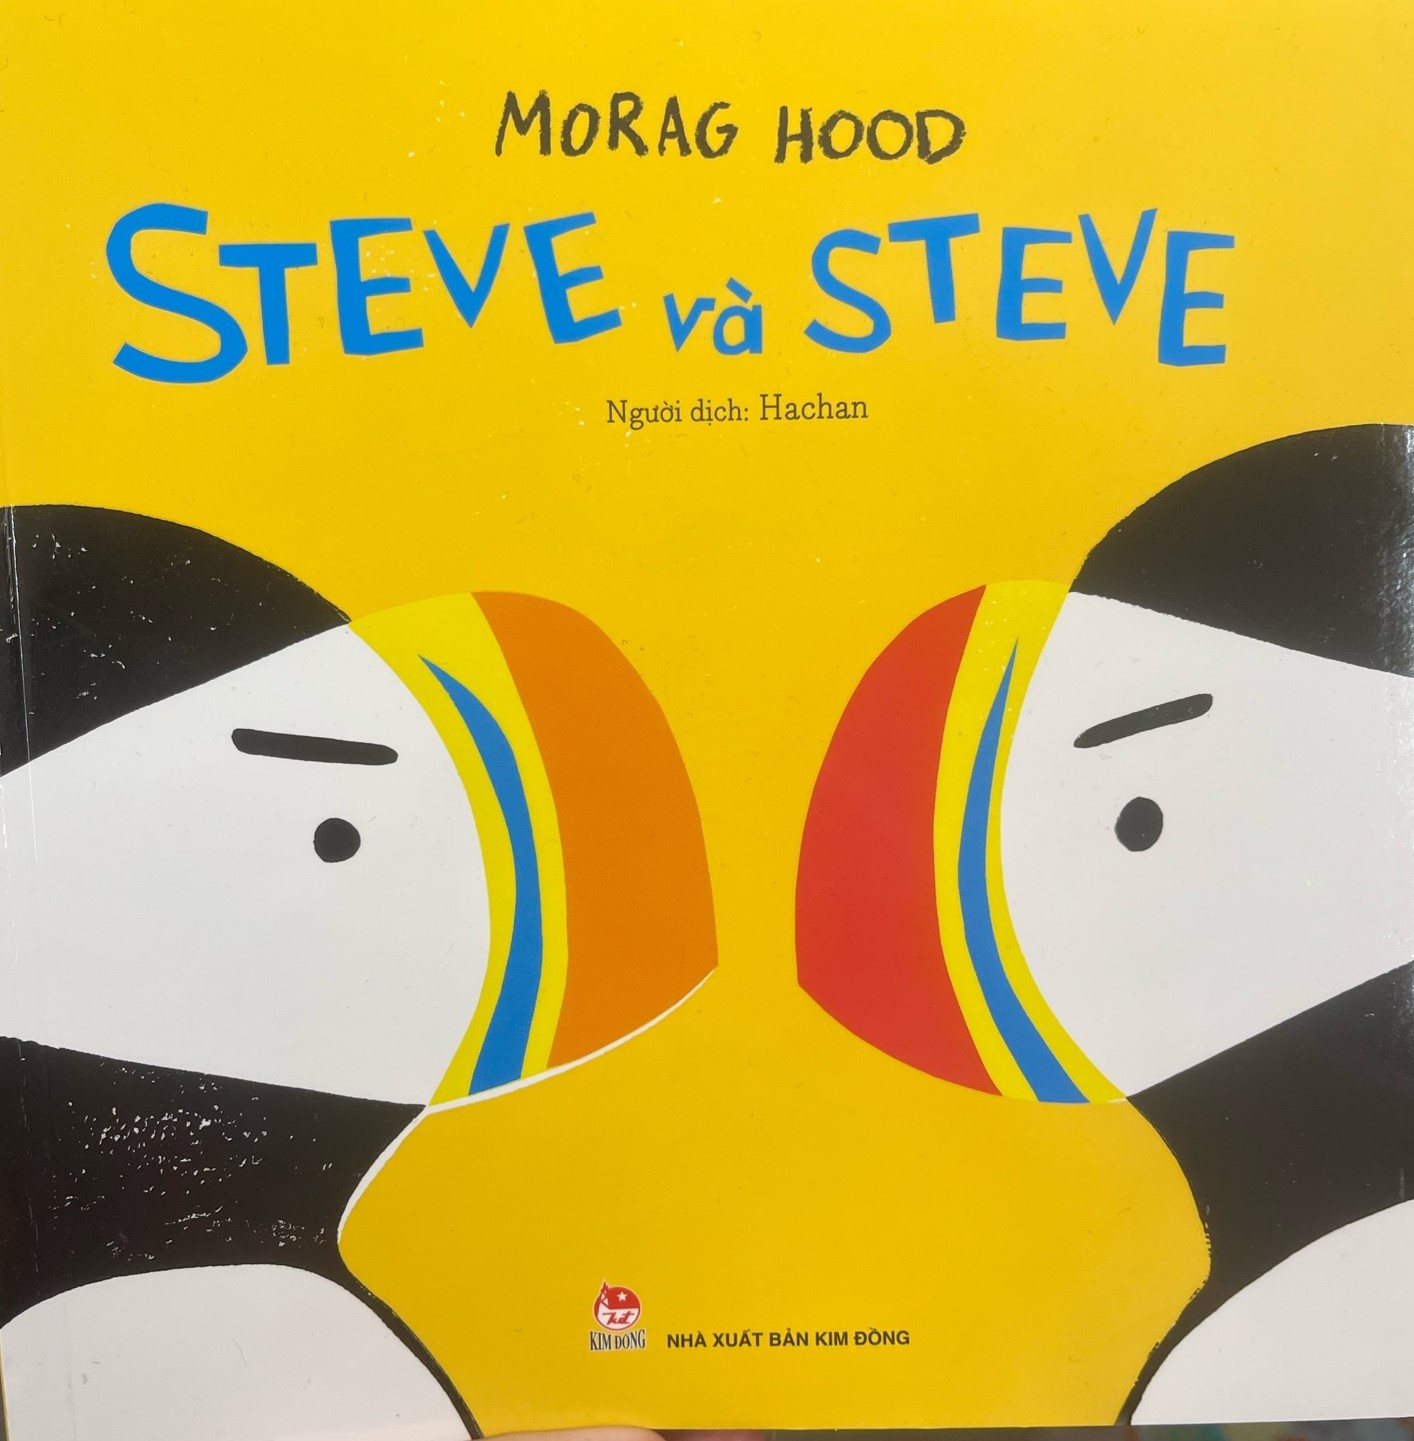 MORAG HOOD
STEVE và STEVE
Người dịch: Hachan
KIM ĐỒNG
NHÀ XUẤT BẢN KIM ĐỒNG